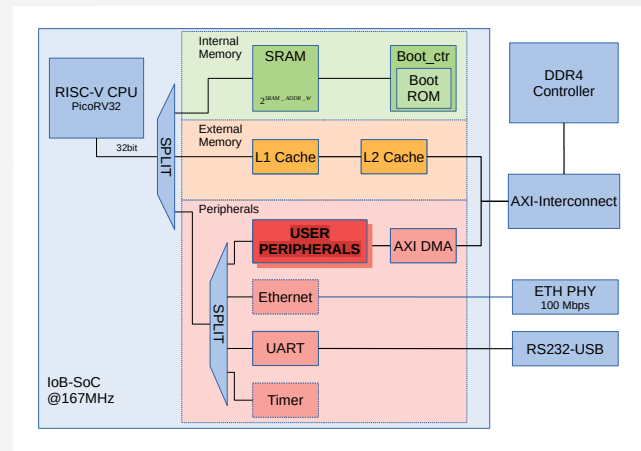 Internal
Memory
SRAM
2^SRAM_ADDR_W
Boot_ctr
Boot
ROM
RISC-V CPU
PicoRV32
32bit
SPLIT
External
Memory
L1 Cache
L2 Cache
DDR4
Controller
AXI-Interconnect
Peripherals
USER
PERIPHERALS
AXI DMA
SPLIT
Ethernet
ETH PHY
100 Mbps
UART
RS232-USB
Timer
IoB-SoC
@167MHz